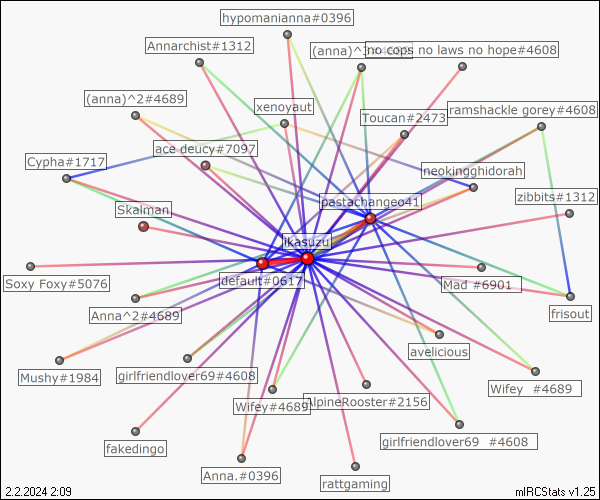 hypomanianna#0396
Annarchist#1312
(anna)^3
no cops no laws no hope#4608
(anna)^2#4689
xenoyaut
Toucan#2473
ramshackle gorey#4608
Cypha#1717
ace deucy#7097
neokingghidorah
pastachangeo41
zibbits#1312
Skalman
ikasuzu
Soxy Foxy#5076
default#0617
Mad #6901
Anna^2#4689
frisout
avelicious
Mushy#1984
girlfriendlover69#4608
Wifey #4689
Wifey#4689
AlpineRooster#2156
fakedingo
girlfriendlover69 #4608
Anna.#0396
rattgaming
2.2.2024 2:09
mIRCStats v1.25